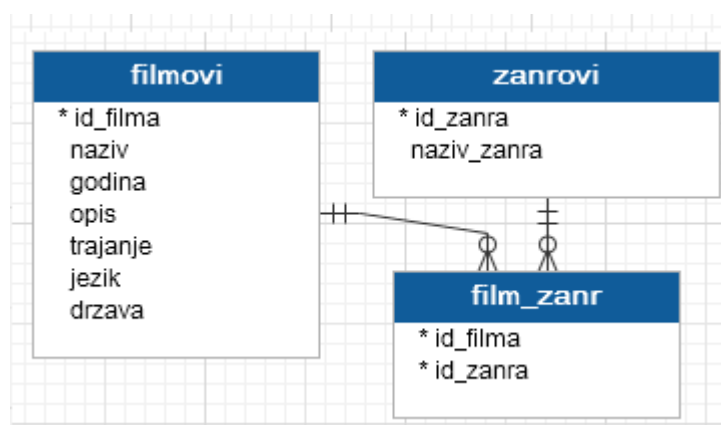 filmovi
* id_filma
naziv
godina
opis
trajanje
jezik
drzava
zanrovi
* id_zanra
naziv_zanra
film_zanr
* id_filma
* id_zanra